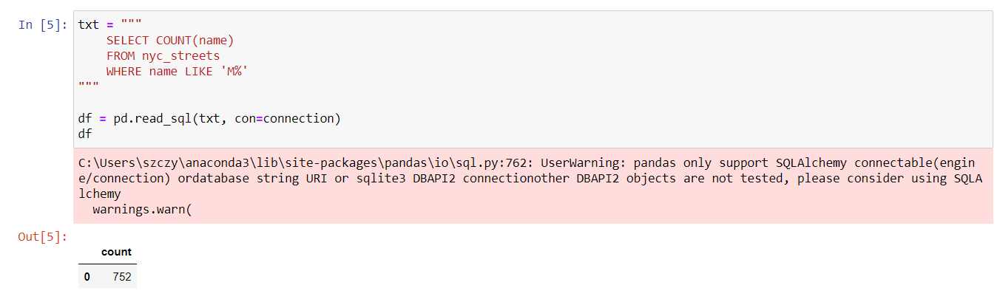 In [5]: txt = """
    SELECT COUNT(name)
    FROM nyc_streets
    WHERE name LIKE 'M%'
"""
df = pd.read_sql(txt, con=connection)
df
C:\Users\szczy\anaconda3\lib\site-packages\pandas\io\sql.py:762: UserWarning: pandas only support SQLAlchemy connectable(engin
e/connection) ordatabase string URI or sqlite3 DBAPI2 connectionother DBAPI2 objects are not tested, please consider using SQLA
lchemy
  warnings.warn(
Out[5]:
count
0 752